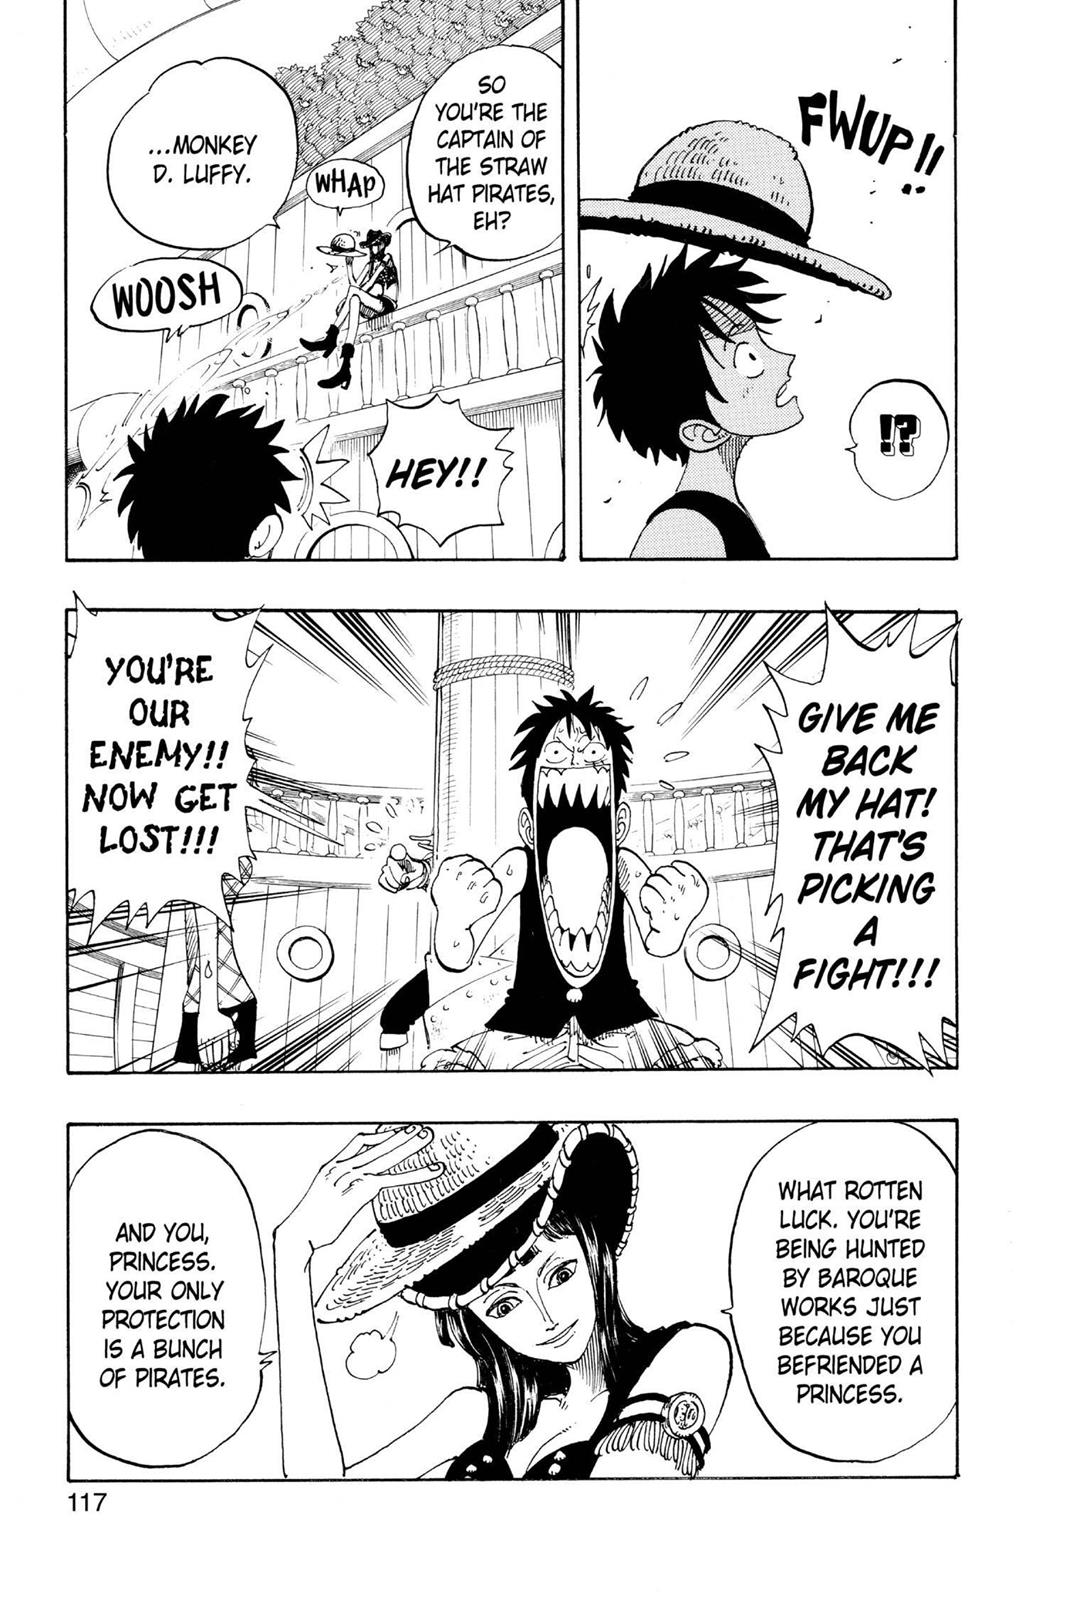 FWUP!!
!?
SO
YOU'RE THE
CAPTAIN OF
THE STRAW
HAT PIRATES,
EH?
WHAP
...MONKEY
D. LUFFY.
WOOSH
HEY!!
GIVE ME
BACK
MY HAT!
THAT'S
PICKING
A
FIGHT!!!
YOU'RE
OUR
ENEMY!!
NOW GET
LOST!!!
WHAT ROTTEN
LUCK. YOU'RE
BEING HUNTED
BY BAROQUE
WORKS JUST
BECAUSE YOU
BEFRIENDED A
PRINCESS.
AND YOU,
PRINCESS.
YOUR ONLY
PROTECTION
IS A BUNCH
OF PIRATES.
117